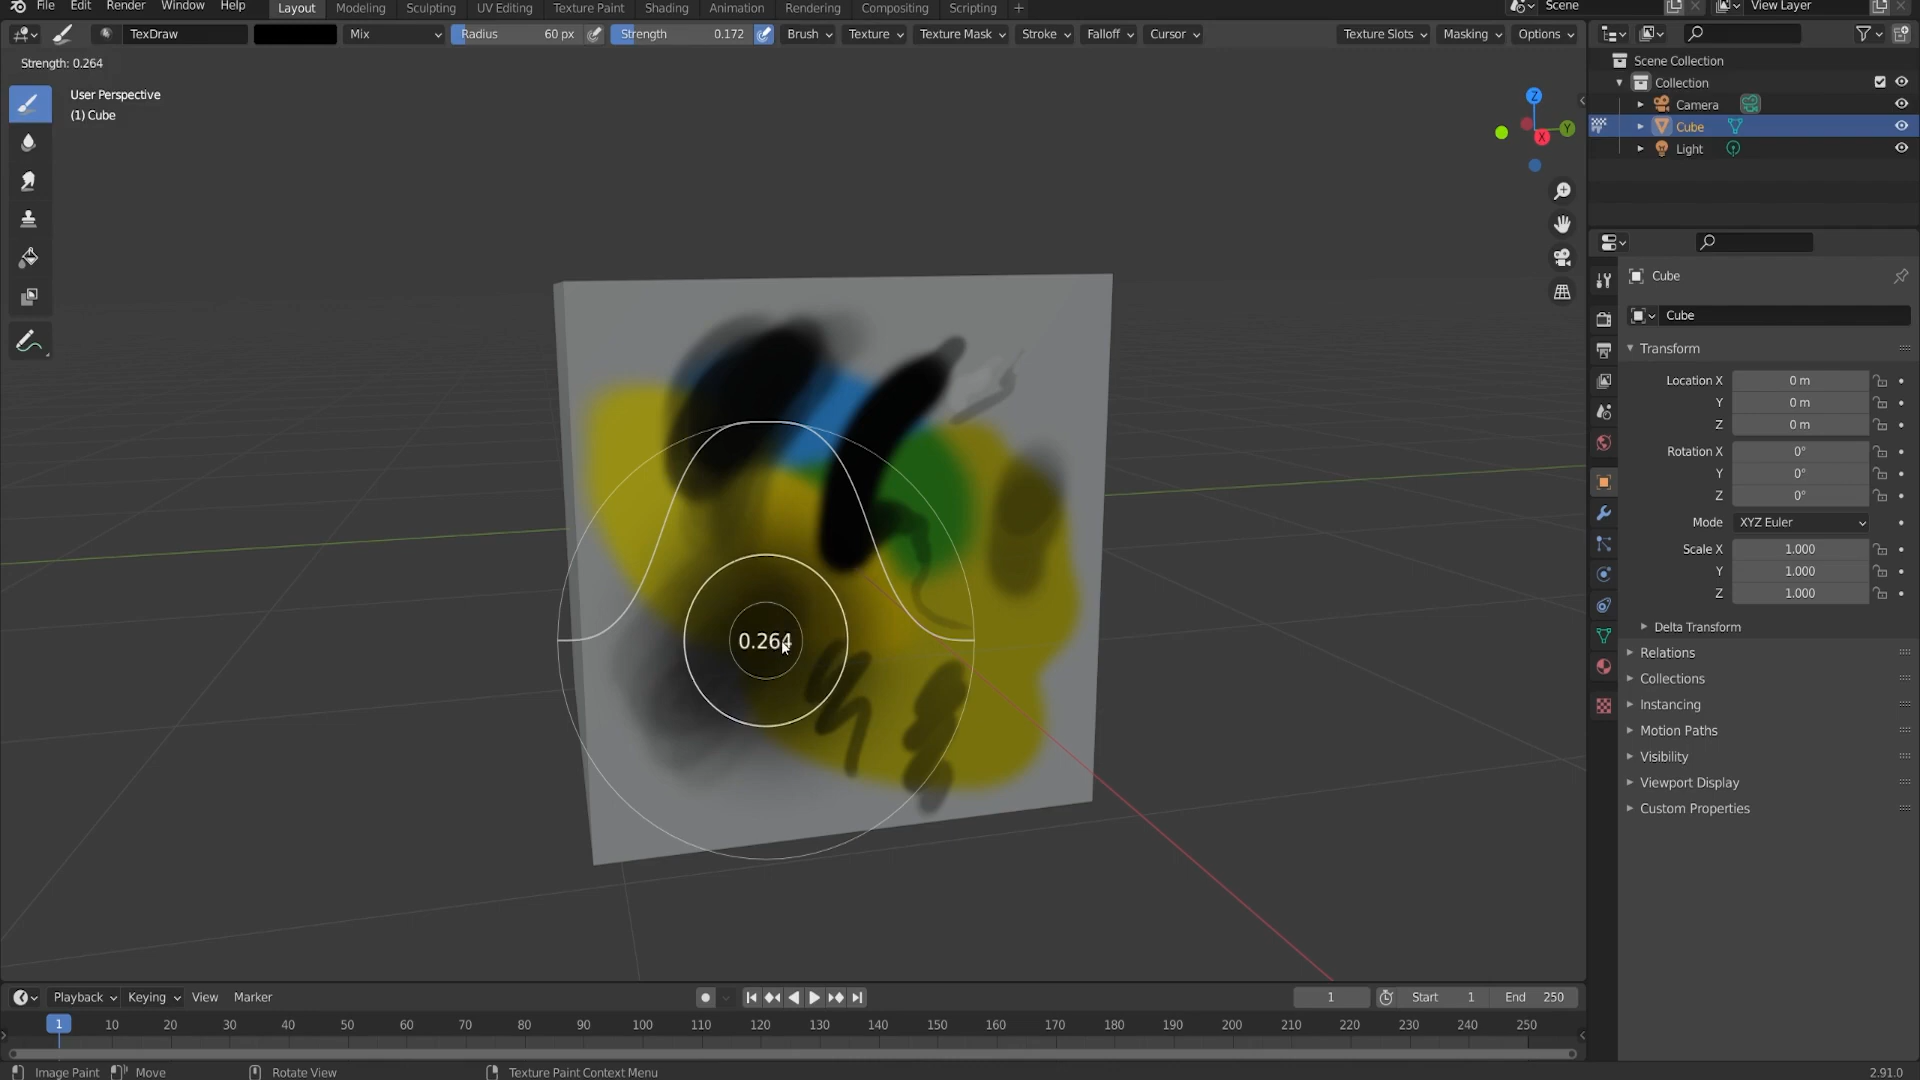 File Edit Render Window Help Layout Modeling Sculpting UV Editing Texture Paint Shading Animation Rendering Compositing Scripting + Scene View Layer
TexDraw Mix Radius 60 px Strength 0.172 Brush Texture Texture Mask Stroke Falloff Cursor Texture Slots Masking Options
Strength: 0.264
User Perspective
(1) Cube
Z
Y
X
0.264
Scene Collection
Collection
Camera
Cube
Light
Cube
Cube
Transform
Location X 0 m
Y 0 m
Z 0 m
Rotation X 0°
Y 0°
Z 0°
Mode XYZ Euler
Scale X 1.000
Y 1.000
Z 1.000
Delta Transform
Relations
Collections
Instancing
Motion Paths
Visibility
Viewport Display
Custom Properties
Playback Keying View Marker 1 Start 1 End 250
1 10 20 30 40 50 60 70 80 90 100 110 120 130 140 150 160 170 180 190 200 210 220 230 240 250
Image Paint Move Rotate View Texture Paint Context Menu 2.91.0